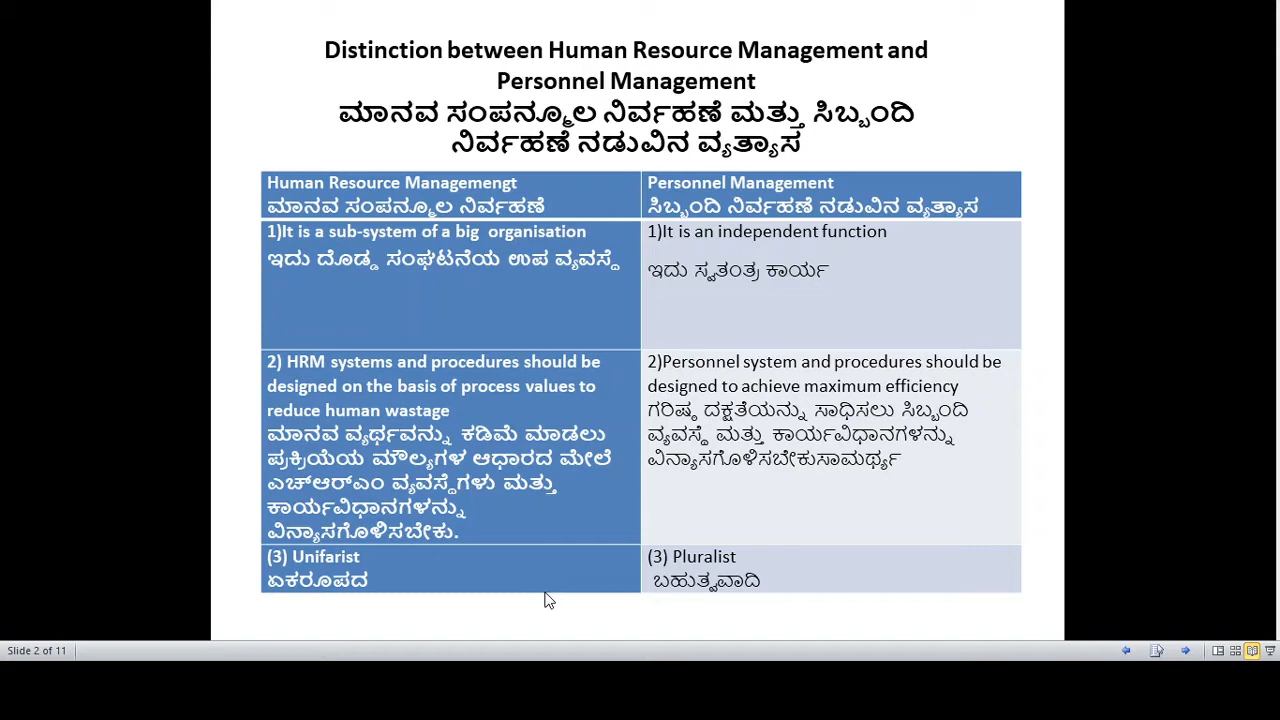 Distinction between Human Resource Management and
Personnel Management
ಮಾನವ ಸಂಪನ್ಮೂಲ ನಿರ್ವಹಣೆ ಮತ್ತು ಸಿಬ್ಬಂದಿ
ನಿರ್ವಹಣೆ ನಡುವಿನ ವ್ಯತ್ಯಾಸ
Human Resource Managemengt
ಮಾನವ ಸಂಪನ್ಮೂಲ ನಿರ್ವಹಣೆ
Personnel Management
ಸಿಬ್ಬಂದಿ ನಿರ್ವಹಣೆ ನಡುವಿನ ವ್ಯತ್ಯಾಸ
1)It is a sub-system of a big organisation
ಇದು ದೊಡ್ಡ ಸಂಘಟನೆಯ ಉಪ ವ್ಯವಸ್ಥೆ
1)It is an independent function
ಇದು ಸ್ವತಂತ್ರ ಕಾರ್ಯ
2) HRM systems and procedures should be
designed on the basis of process values to
reduce human wastage
ಮಾನವ ವ್ಯರ್ಥವನ್ನು ಕಡಿಮೆ ಮಾಡಲು
ಪ್ರಕ್ರಿಯೆಯ ಮೌಲ್ಯಗಳ ಆಧಾರದ ಮೇಲೆ
ಎಚ್ಆರ್ಎಂ ವ್ಯವಸ್ಥೆಗಳು ಮತ್ತು
ಕಾರ್ಯವಿಧಾನಗಳನ್ನು
ವಿನ್ಯಾಸಗೊಳಿಸಬೇಕು.
2)Personnel system and procedures should be
designed to achieve maximum efficiency
ಗರಿಷ್ಠ ದಕ್ಷತೆಯನ್ನು ಸಾಧಿಸಲು ಸಿಬ್ಬಂದಿ
ವ್ಯವಸ್ಥೆ ಮತ್ತು ಕಾರ್ಯವಿಧಾನಗಳನ್ನು
ವಿನ್ಯಾಸಗೊಳಿಸಬೇಕುಸಾಮರ್ಥ್ಯ
(3) Unifarist
ಏಕರೂಪದ
(3) Pluralist
ಬಹುತ್ವವಾದಿ
Slide 2 of 11